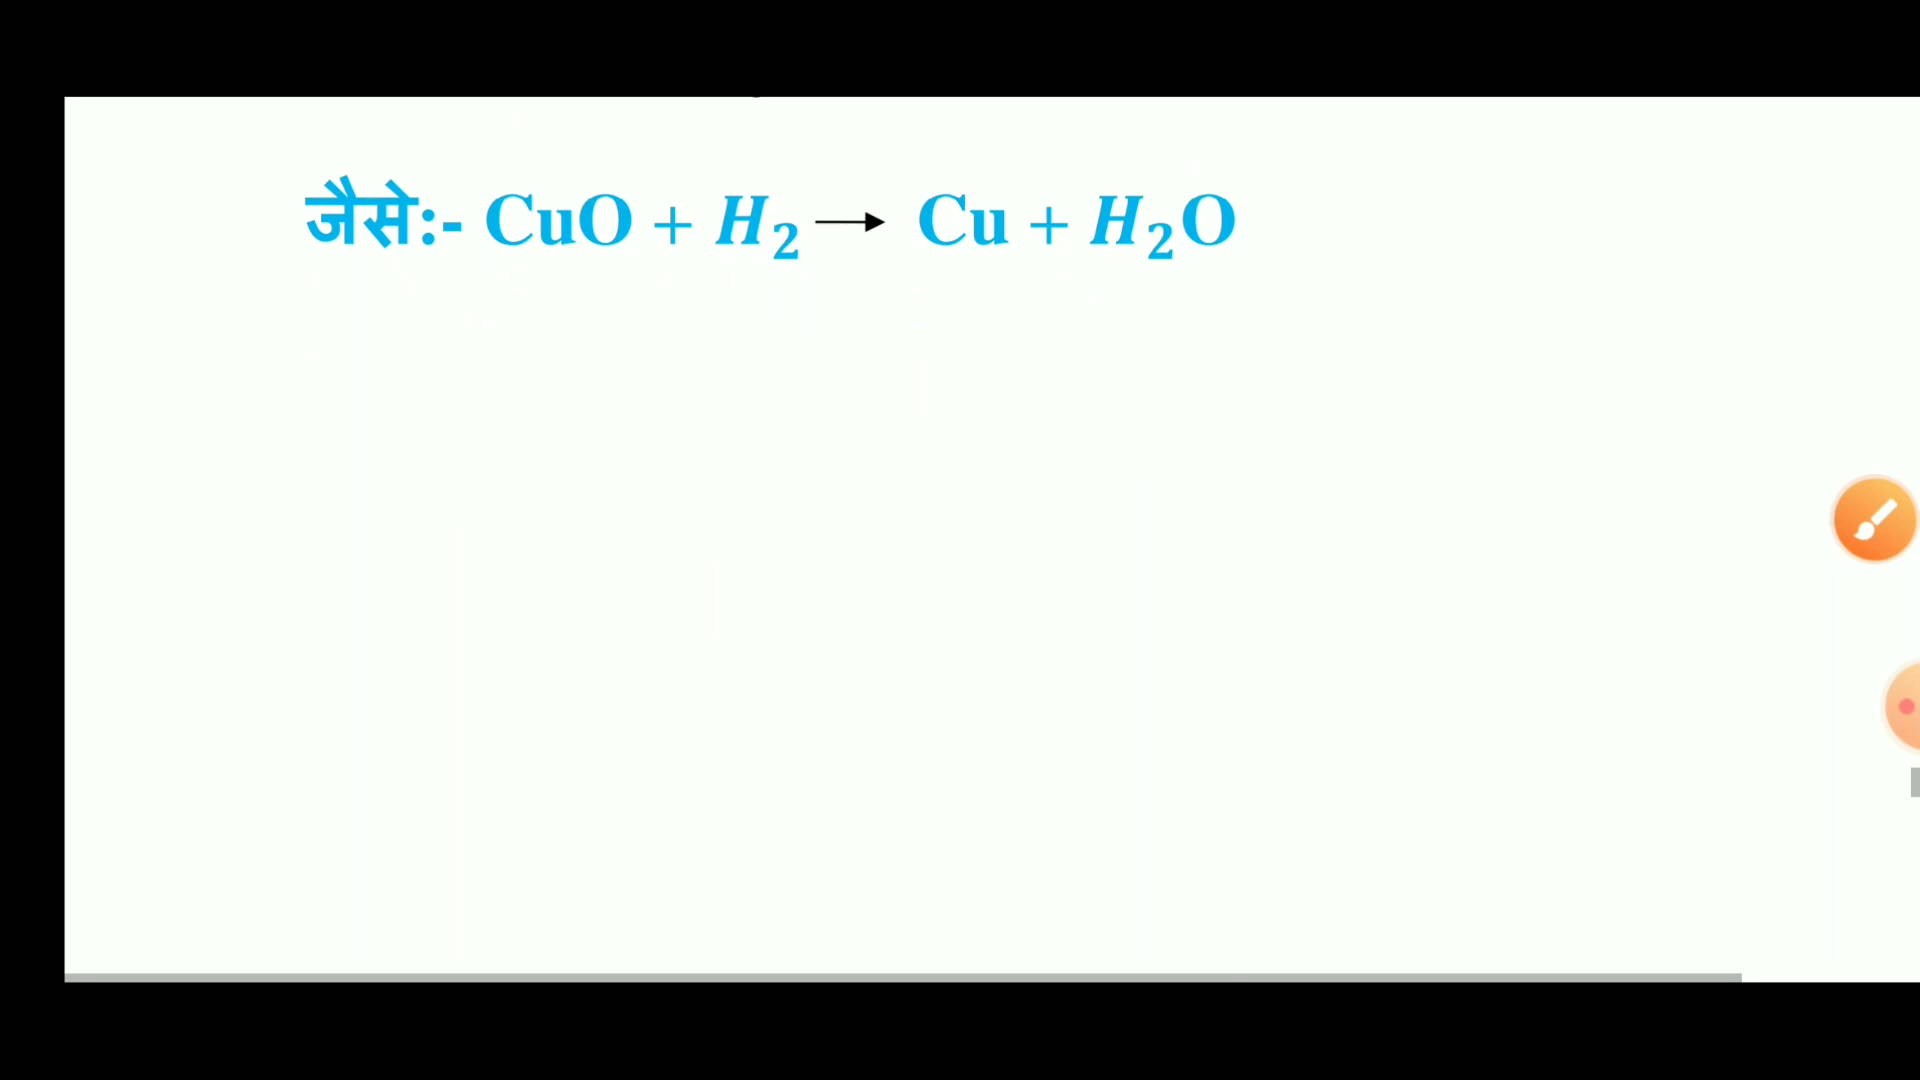 जैसे:- CuO + H₂ → Cu + H₂O